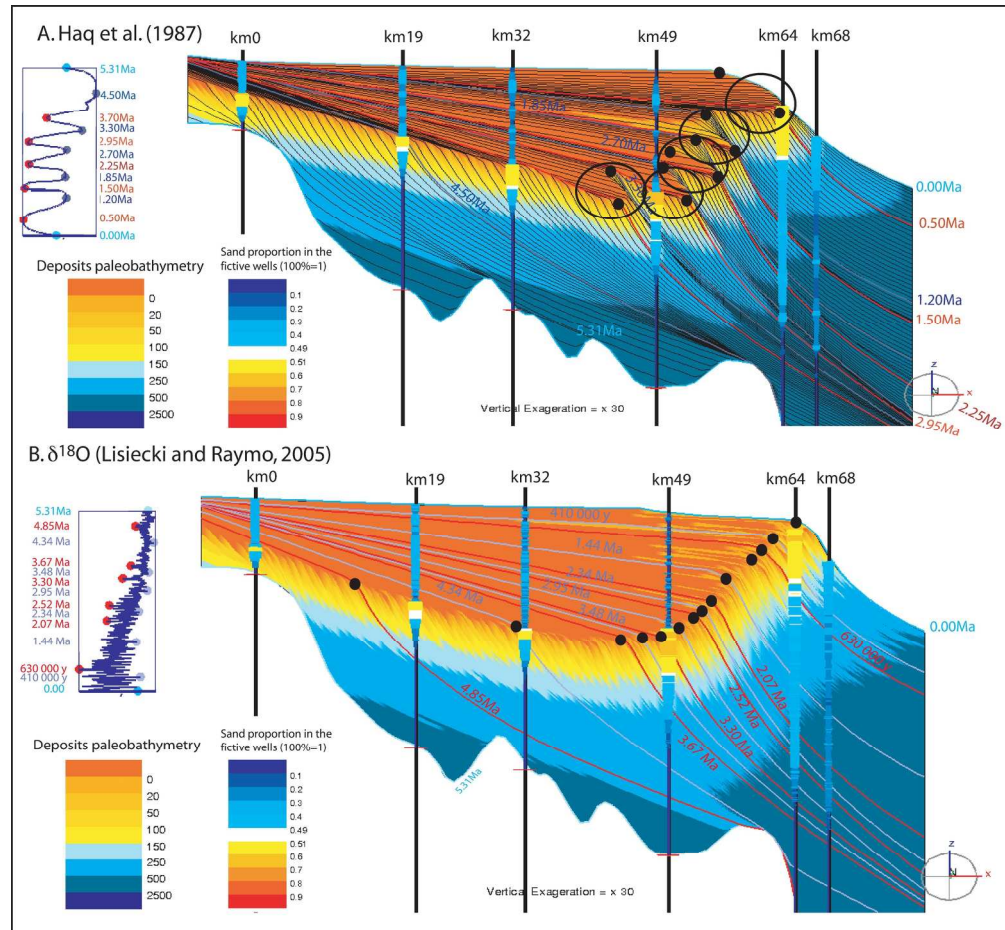 A. Haq et al. (1987)
km0
km19
km32
km49
km64
km68
5.31Ma
4.50Ma
3.70Ma
3.30Ma
2.95Ma
2.70Ma
2.25Ma
1.85Ma
1.50Ma
1.20Ma
0.50Ma
0.00Ma
1.85Ma
2.70Ma
4.50Ma
5.31Ma
0.00Ma
0.50Ma
1.20Ma
1.50Ma
2.25Ma
2.95Ma
z
x
Deposits paleobathymetry
0
20
50
100
150
250
500
2500
Sand proportion in the
fictive wells (100%=1)
0.1
0.2
0.3
0.4
0.49
0.51
0.6
0.7
0.8
0.9
Vertical Exageration = x 30
B. δ18O (Lisiecki and Raymo, 2005)
km0
km19
km32
km49
km64
km68
5.31Ma
4.85Ma
4.34 Ma
3.67 Ma
3.48 Ma
3.30 Ma
2.95 Ma
2.52 Ma
2.34 Ma
2.07 Ma
1.44 Ma
630 000 y
410 000 y
0.00
410 000 y
1.44 Ma
2.34 Ma
2.95 Ma
3.48 Ma
4.34 Ma
4.85Ma
5.31Ma
3.67 Ma
3.30 Ma
2.52 Ma
2.07 Ma
630 000 y
0.00Ma
z
x
Deposits paleobathymetry
0
20
50
100
150
250
500
2500
Sand proportion in the
fictive wells (100%=1)
0.1
0.2
0.3
0.4
0.49
0.51
0.6
0.7
0.8
0.9
Vertical Exageration = x 30